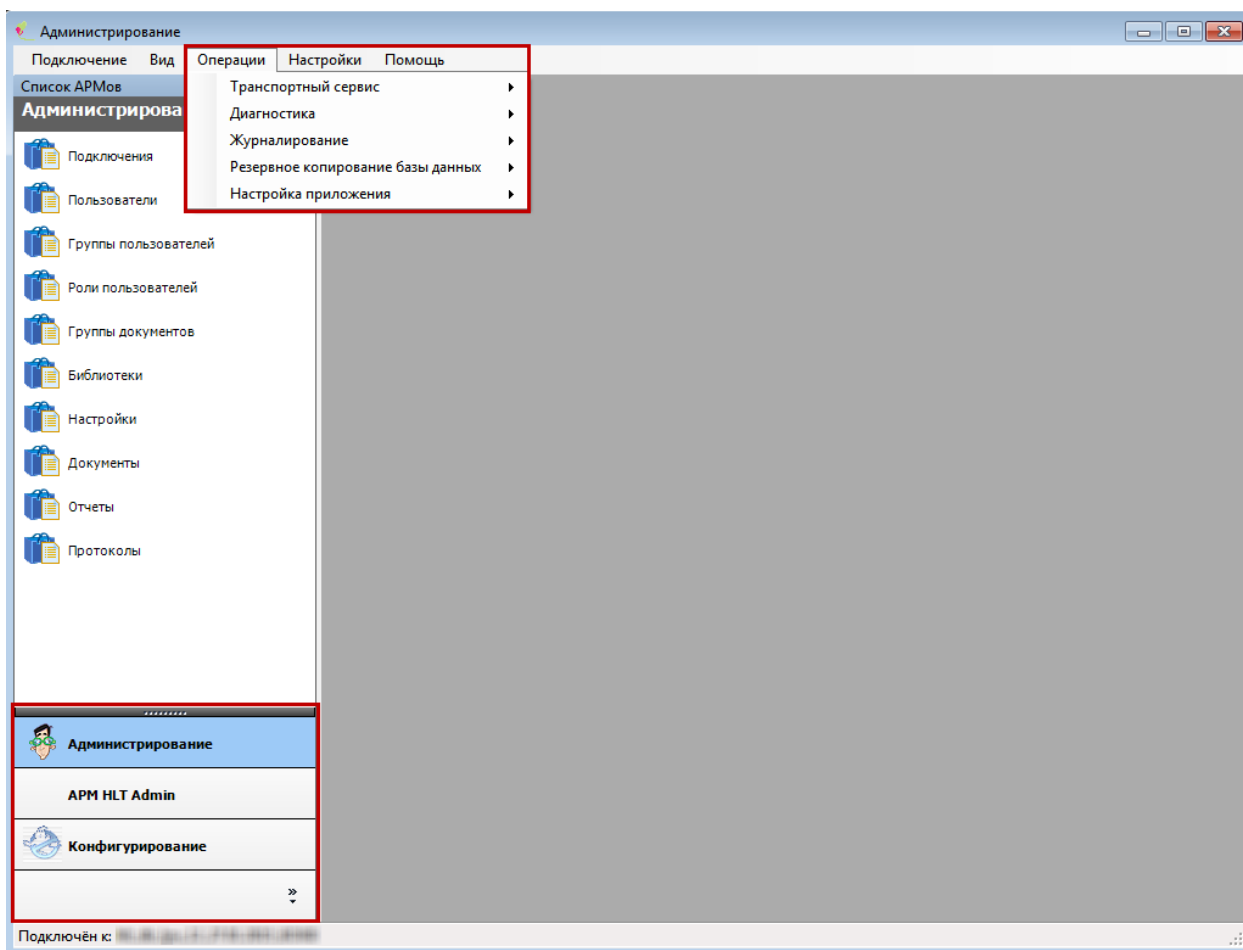 Администрирование
Подключение Вид Операции Настройки Помощь
Список АРМов
Администрирова
Транспортный сервис
Диагностика
Журналирование
Резервное копирование базы данных
Настройка приложения
Подключения
Пользователи
Группы пользователей
Роли пользователей
Группы документов
Библиотеки
Настройки
Документы
Отчеты
Протоколы
Администрирование
АРМ HLT Admin
Конфигурирование
Подключён к: